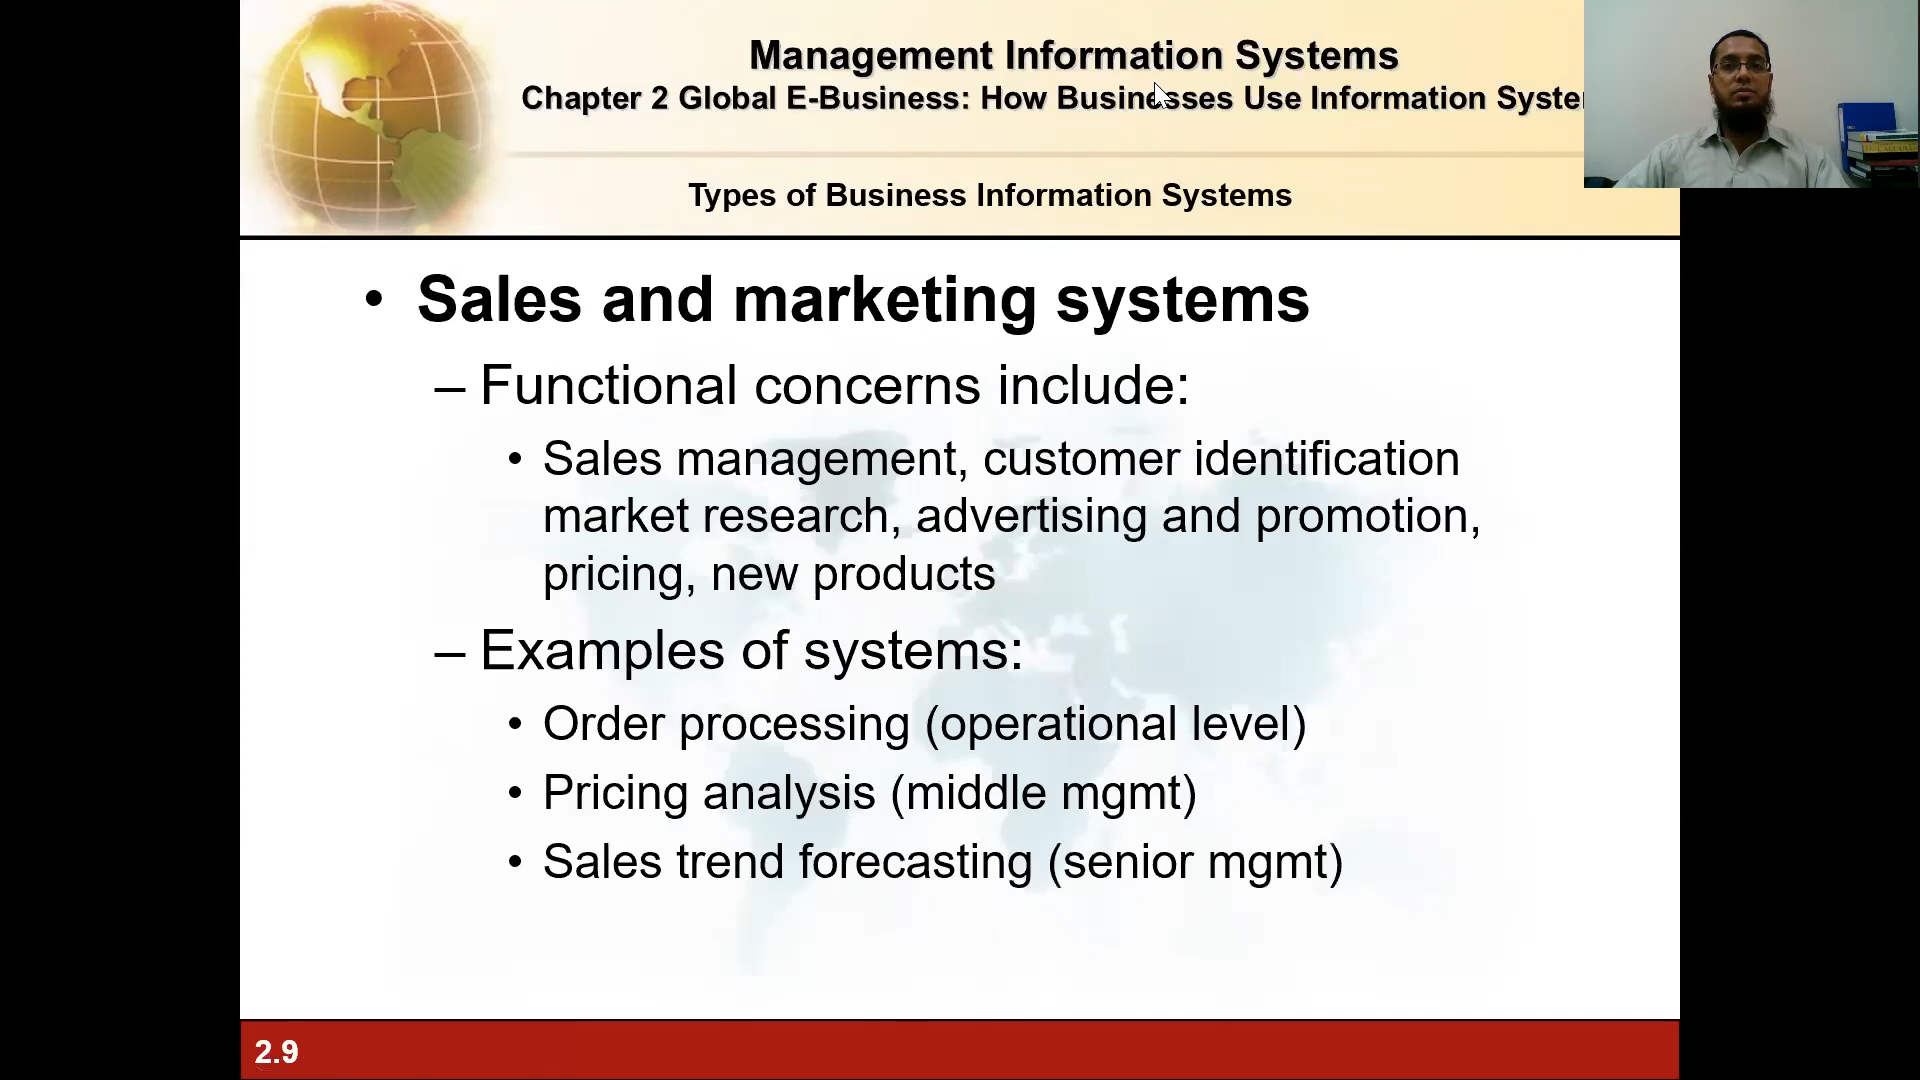 Management Information Systems
Chapter 2 Global E-Business: How Businesses Use Information
Types of Business Information Systems
• Sales and marketing systems
– Functional concerns include:
• Sales management, customer identification
market research, advertising and promotion,
pricing, new products
– Examples of systems:
• Order processing (operational level)
• Pricing analysis (middle mgmt)
• Sales trend forecasting (senior mgmt)
2.9